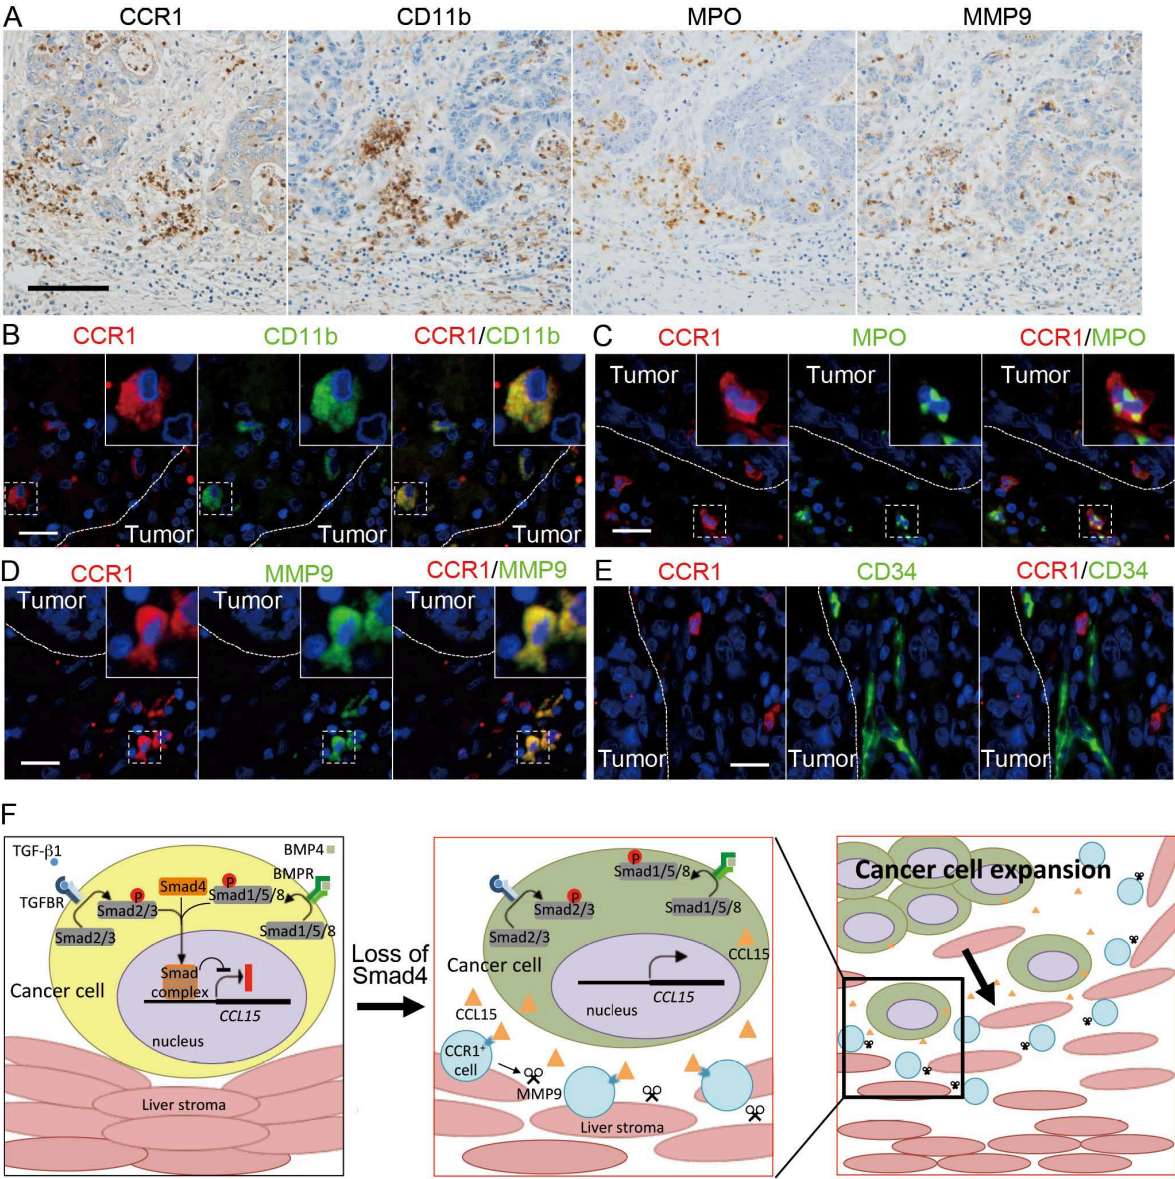 A
CCR1
CD11b
MPO
MMP9
B
CCR1
CD11b
CCR1/CD11b
Tumor
Tumor
Tumor
C
CCR1
MPO
CCR1/MPO
Tumor
Tumor
Tumor
D
CCR1
MMP9
CCR1/MMP9
Tumor
Tumor
Tumor
E
CCR1
CD34
CCR1/CD34
Tumor
Tumor
Tumor
F
TGF-β1
TGFBR
Smad2/3
Smad2/3
P
Smad4
P
Smad1/5/8
BMP4
BMPR
Smad1/5/8
Smad
complex
CCL15
nucleus
Cancer cell
Liver stroma
Loss of
Smad4
P
Smad1/5/8
P
Smad2/3
Smad1/5/8
Smad2/3
Cancer cell
CCL15
CCL15
nucleus
CCL15
CCR1+
cell
MMP9
Liver stroma
Cancer cell expansion